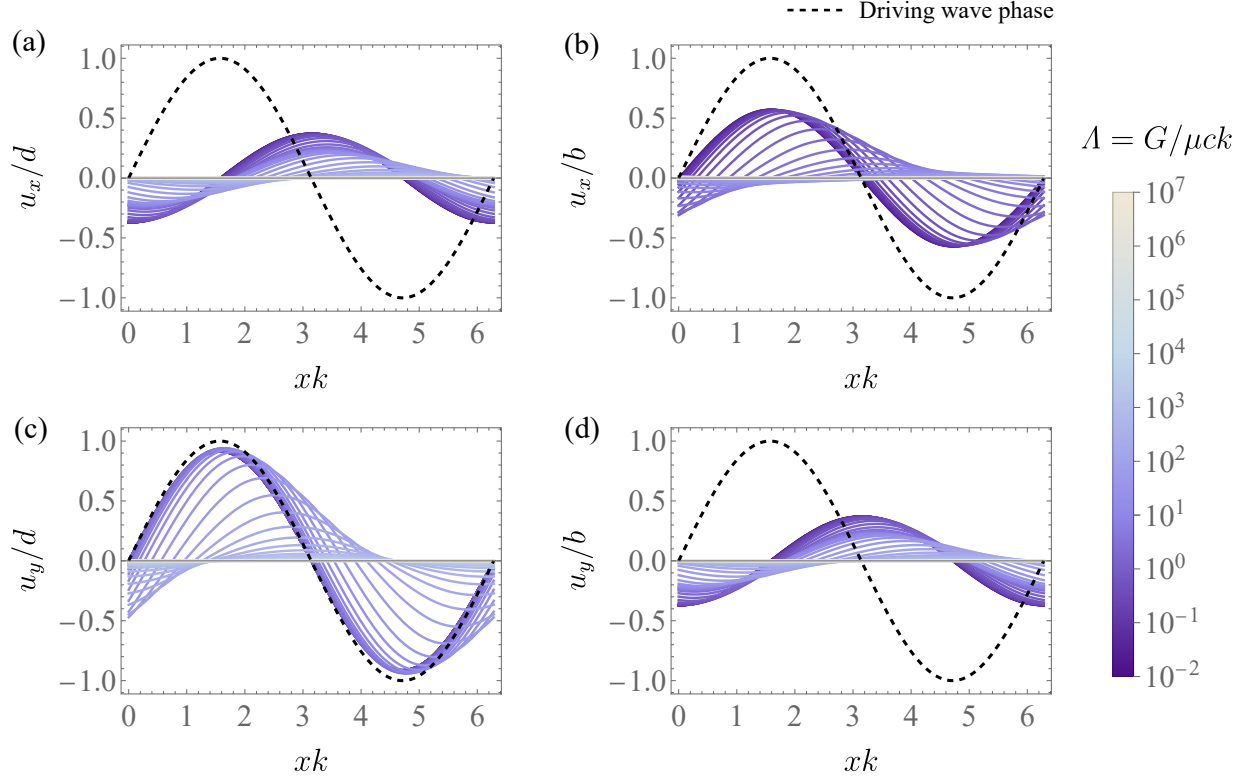 Driving wave phase
(a)
(b)
1.0
0.5
0.0
−0.5
−1.0
u_x/d
0 1 2 3 4 5 6
xk
1.0
0.5
0.0
−0.5
−1.0
u_x/b
0 1 2 3 4 5 6
xk
Λ = G/μck
10^7
10^6
10^5
10^4
10^3
10^2
10^1
10^0
10^-1
10^-2
(c)
(d)
1.0
0.5
0.0
−0.5
−1.0
u_y/d
0 1 2 3 4 5 6
xk
1.0
0.5
0.0
−0.5
−1.0
u_y/b
0 1 2 3 4 5 6
xk